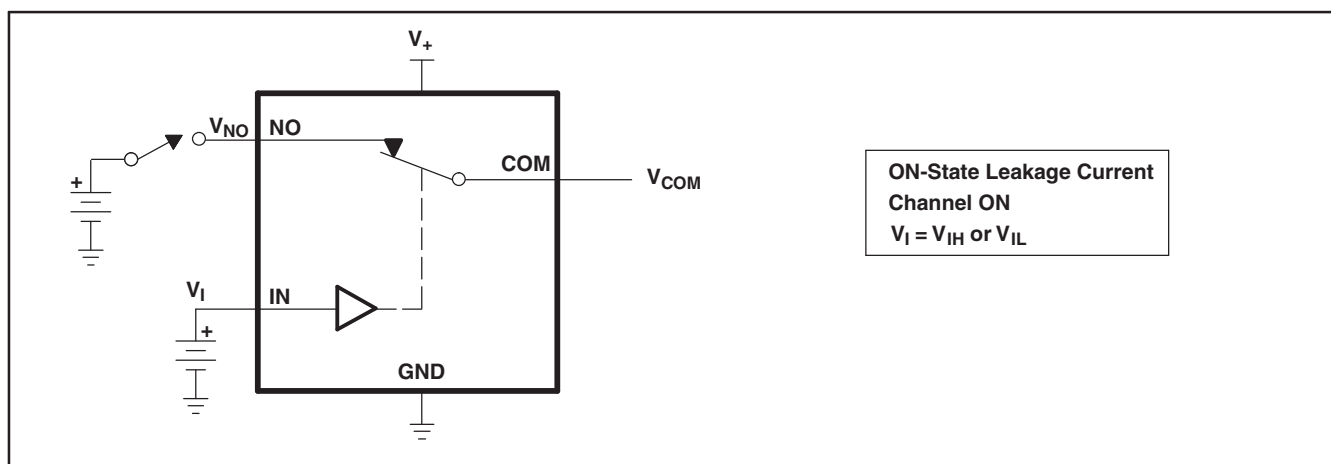 V+
VNO NO
COM VCOM
+
VI IN
+
GND
ON-State Leakage Current
Channel ON
VI = VIH or VIL